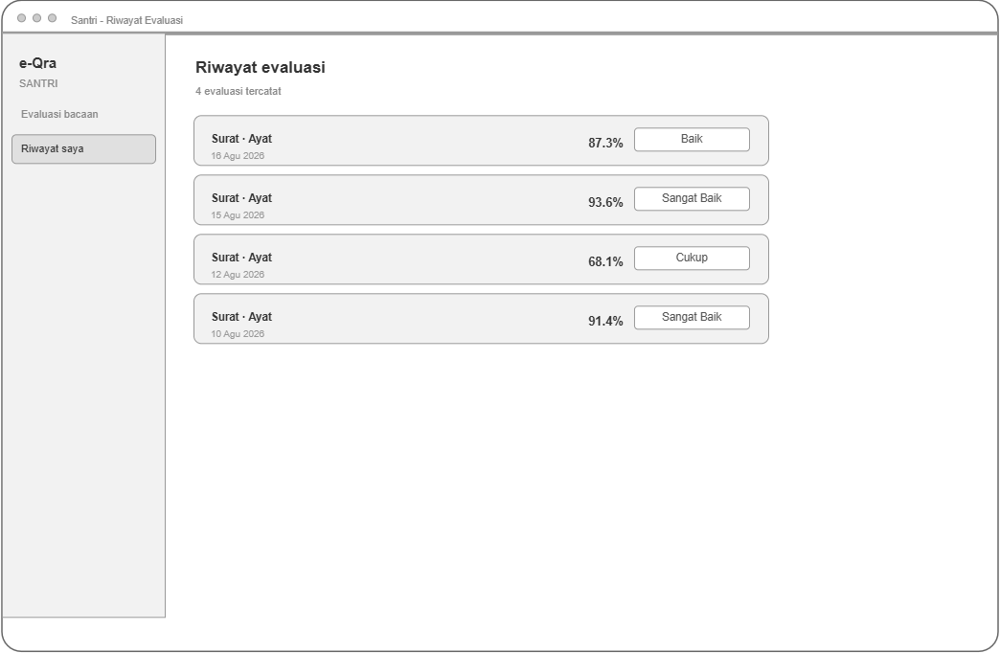 Santri - Riwayat Evaluasi
e-Qra
SANTRI
Evaluasi bacaan
Riwayat saya
Riwayat evaluasi
4 evaluasi tercatat
Surat · Ayat
16 Agu 2026
87.3%
Baik
Surat · Ayat
15 Agu 2026
93.6%
Sangat Baik
Surat · Ayat
12 Agu 2026
68.1%
Cukup
Surat · Ayat
10 Agu 2026
91.4%
Sangat Baik